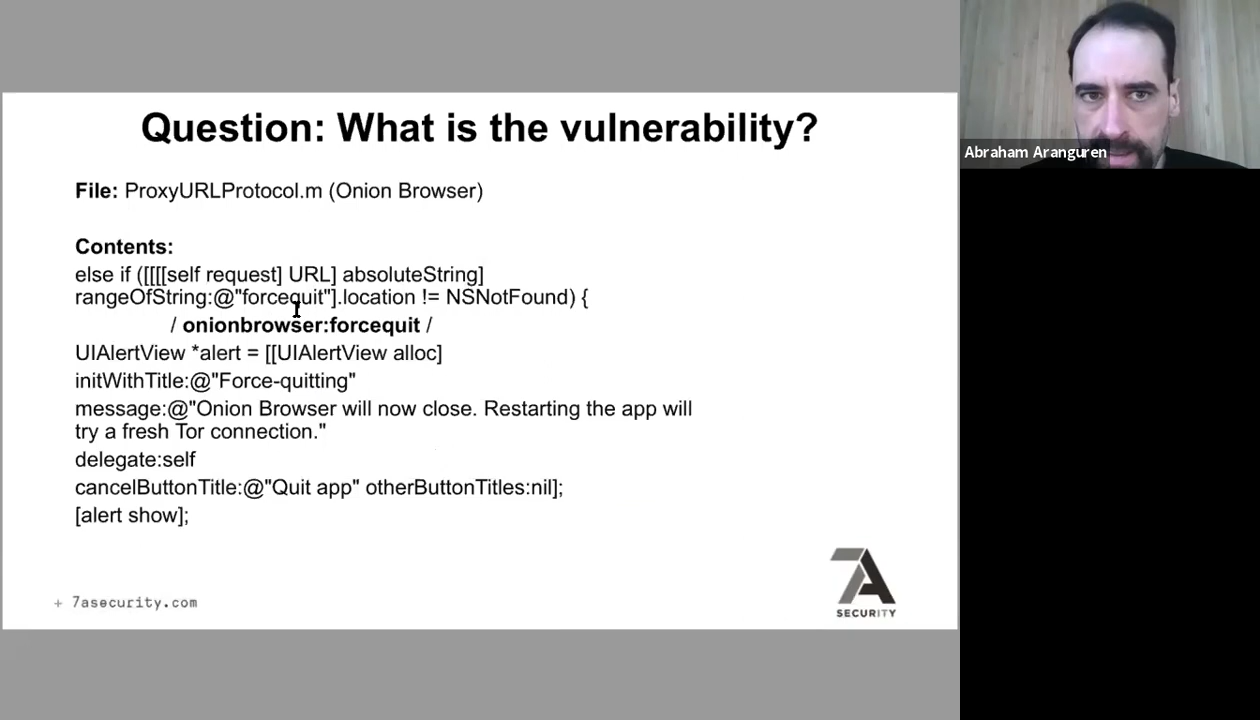 Question: What is the vulnerability?
File: ProxyURLProtocol.m (Onion Browser)
Contents:
else if ([[[[self request] URL] absoluteString]
rangeOfString:@"forcequit"].location != NSNotFound) {
/ onionbrowser:forcequit /
UIAlertView *alert = [[UIAlertView alloc]
initWithTitle:@"Force-quitting"
message:@"Onion Browser will now close. Restarting the app will
try a fresh Tor connection."
delegate:self
cancelButtonTitle:@"Quit app" otherButtonTitles:nil];
[alert show];
+ 7asecurity.com
7A
SECURITY
Abraham Aranguren